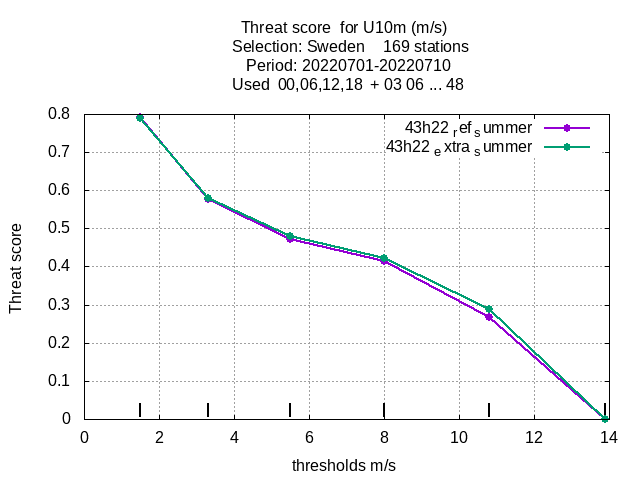 Threat score  for U10m (m/s)
Selection: Sweden    169 stations
Period: 20220701-20220710
Used  00,06,12,18  + 03 06 ... 48
43h22 ref summer
43h22 extra summer
0.8
0.7
0.6
0.5
0.4
0.3
0.2
0.1
0
Threat score
0 2 4 6 8 10 12 14
thresholds m/s